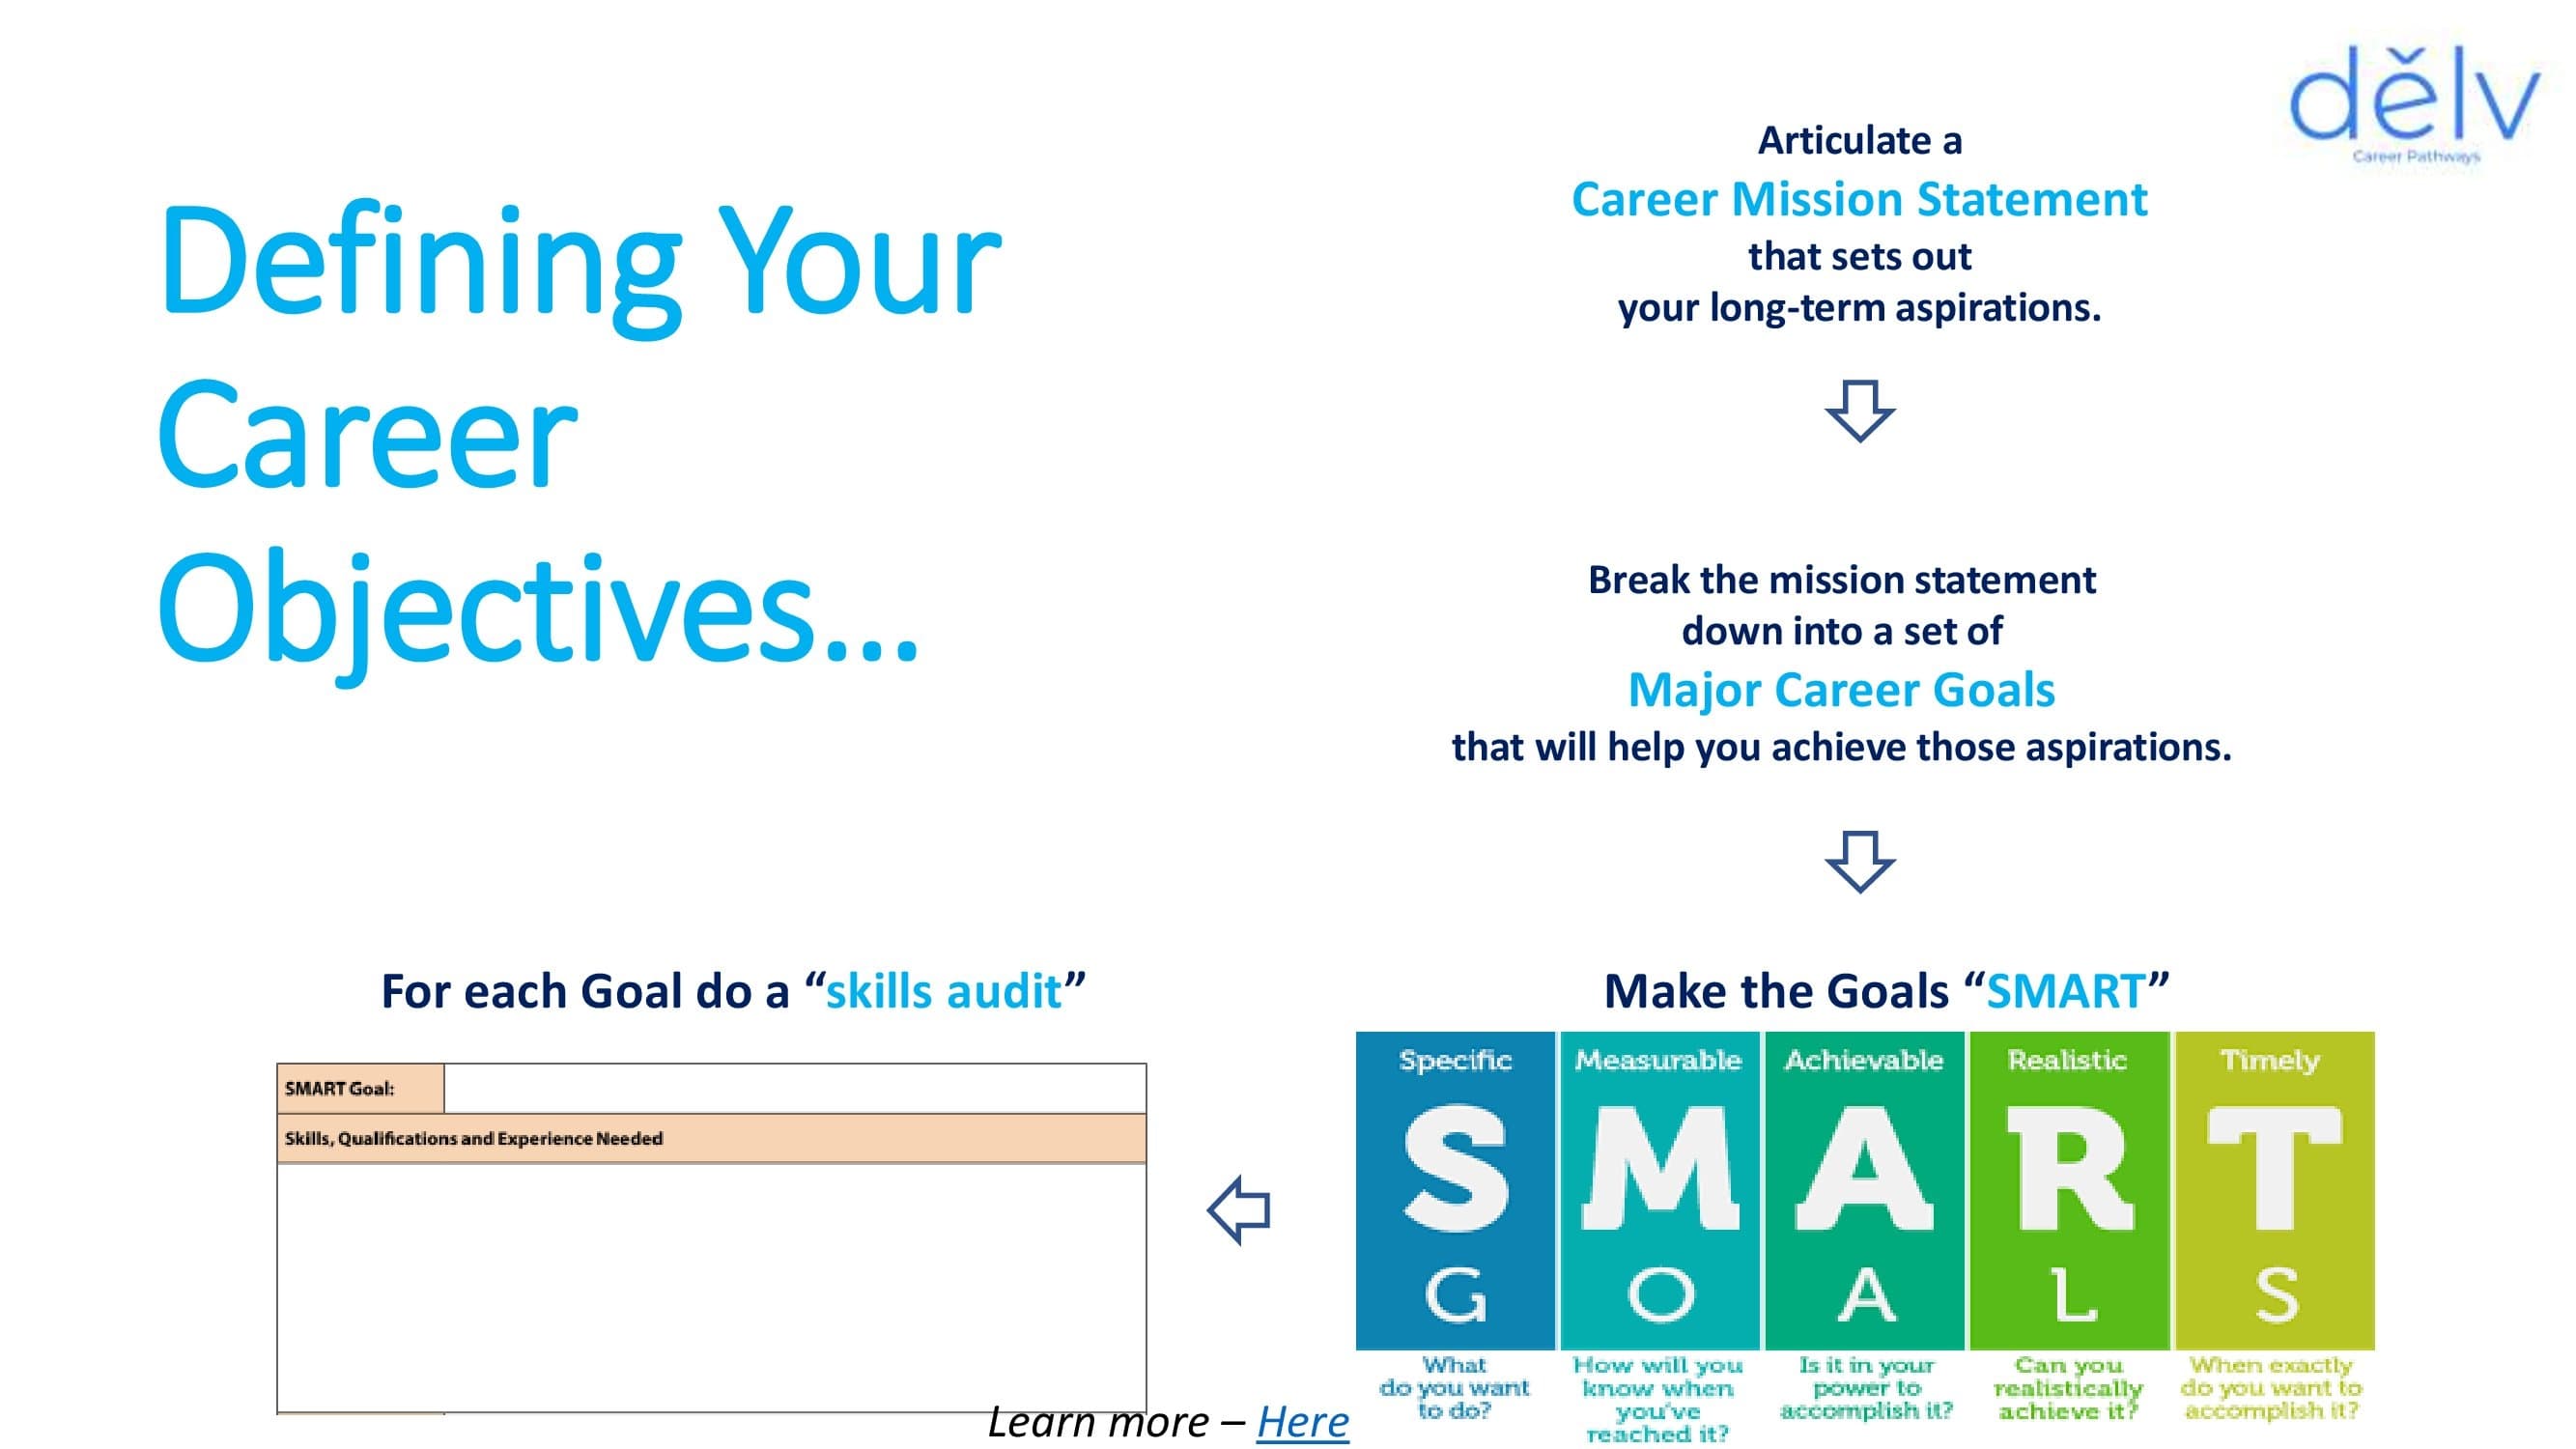 dělv
Career Pathways
Defining Your
Career
Objectives...
Articulate a
Career Mission Statement
that sets out
your long-term aspirations.
Break the mission statement
down into a set of
Major Career Goals
that will help you achieve those aspirations.
Make the Goals “SMART”
Specific
S
G
What
do you want
to do?
Measurable
M
O
How will you
know when
you've
reached it?
Achievable
A
A
Is it in your
power to
accomplish it?
Realistic
R
L
Can you
realistically
achieve it?
Timely
T
S
When exactly
do you want to
accomplish it?
For each Goal do a “skills audit”
SMART Goal:
Skills, Qualifications and Experience Needed
Learn more – Here